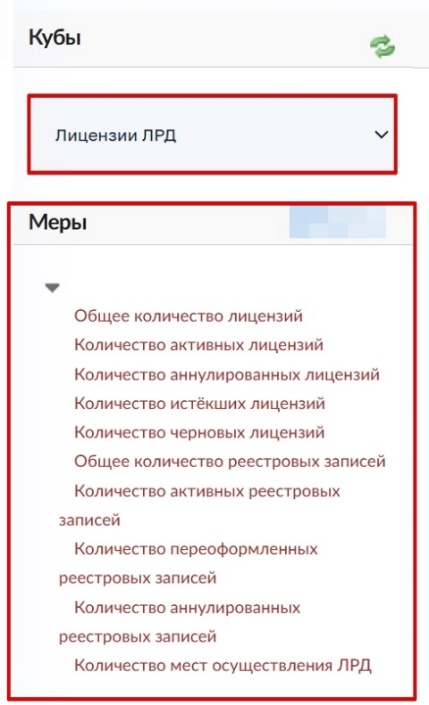 Кубы
Лицензии ЛРД
Меры
Общее количество лицензий
Количество активных лицензий
Количество аннулированных лицензий
Количество истёкших лицензий
Количество черновых лицензий
Общее количество реестровых записей
Количество активных реестровых
записей
Количество переоформленных
реестровых записей
Количество аннулированных
реестровых записей
Количество мест осуществления ЛРД